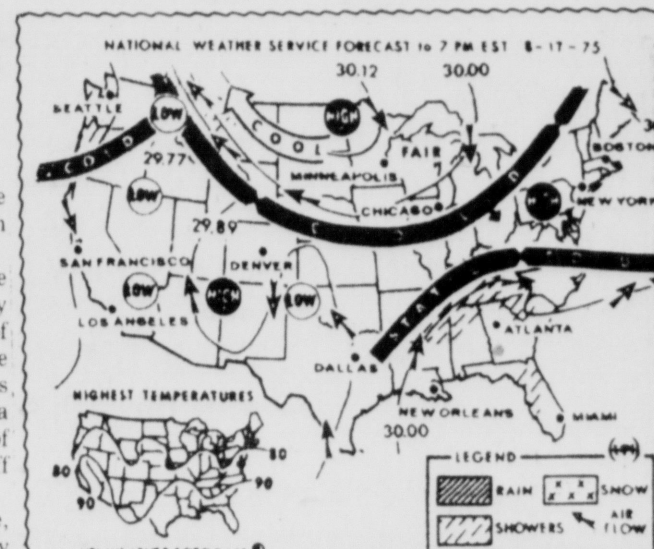 NATIONAL WEATHER SERVICE FORECAST to 7 PM EST 8-17-75
30.12 30.00
SEATTLE
LOW
HIGH
COOL
COLD
FAIR
BOSTON
29.77
MINNEAPOLIS
LOW
CHICAGO
NEW YORK
29.89
COLD
SAN FRANCISCO
DENVER
LOW
HIGH
LOW
LOS ANGELES
STAT
ATLANTA
DALLAS
HIGHEST TEMPERATURES
NEW ORLEANS
MIAMI
30.00
80
80
90
90
LEGEND
RAIN
SNOW
SHOWERS
AIR FLOW